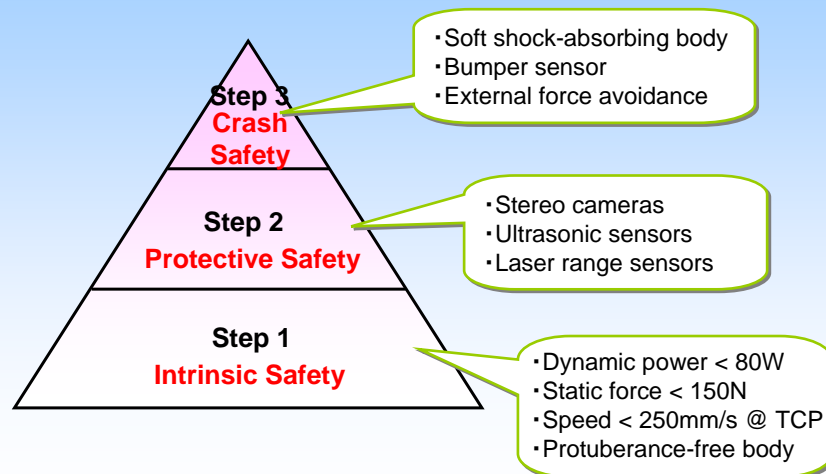 Step 3
Crash
Safety
・Soft shock-absorbing body
・Bumper sensor
・External force avoidance
Step 2
Protective Safety
・Stereo cameras
・Ultrasonic sensors
・Laser range sensors
Step 1
Intrinsic Safety
・Dynamic power < 80W
・Static force < 150N
・Speed < 250mm/s @ TCP
・Protuberance-free body